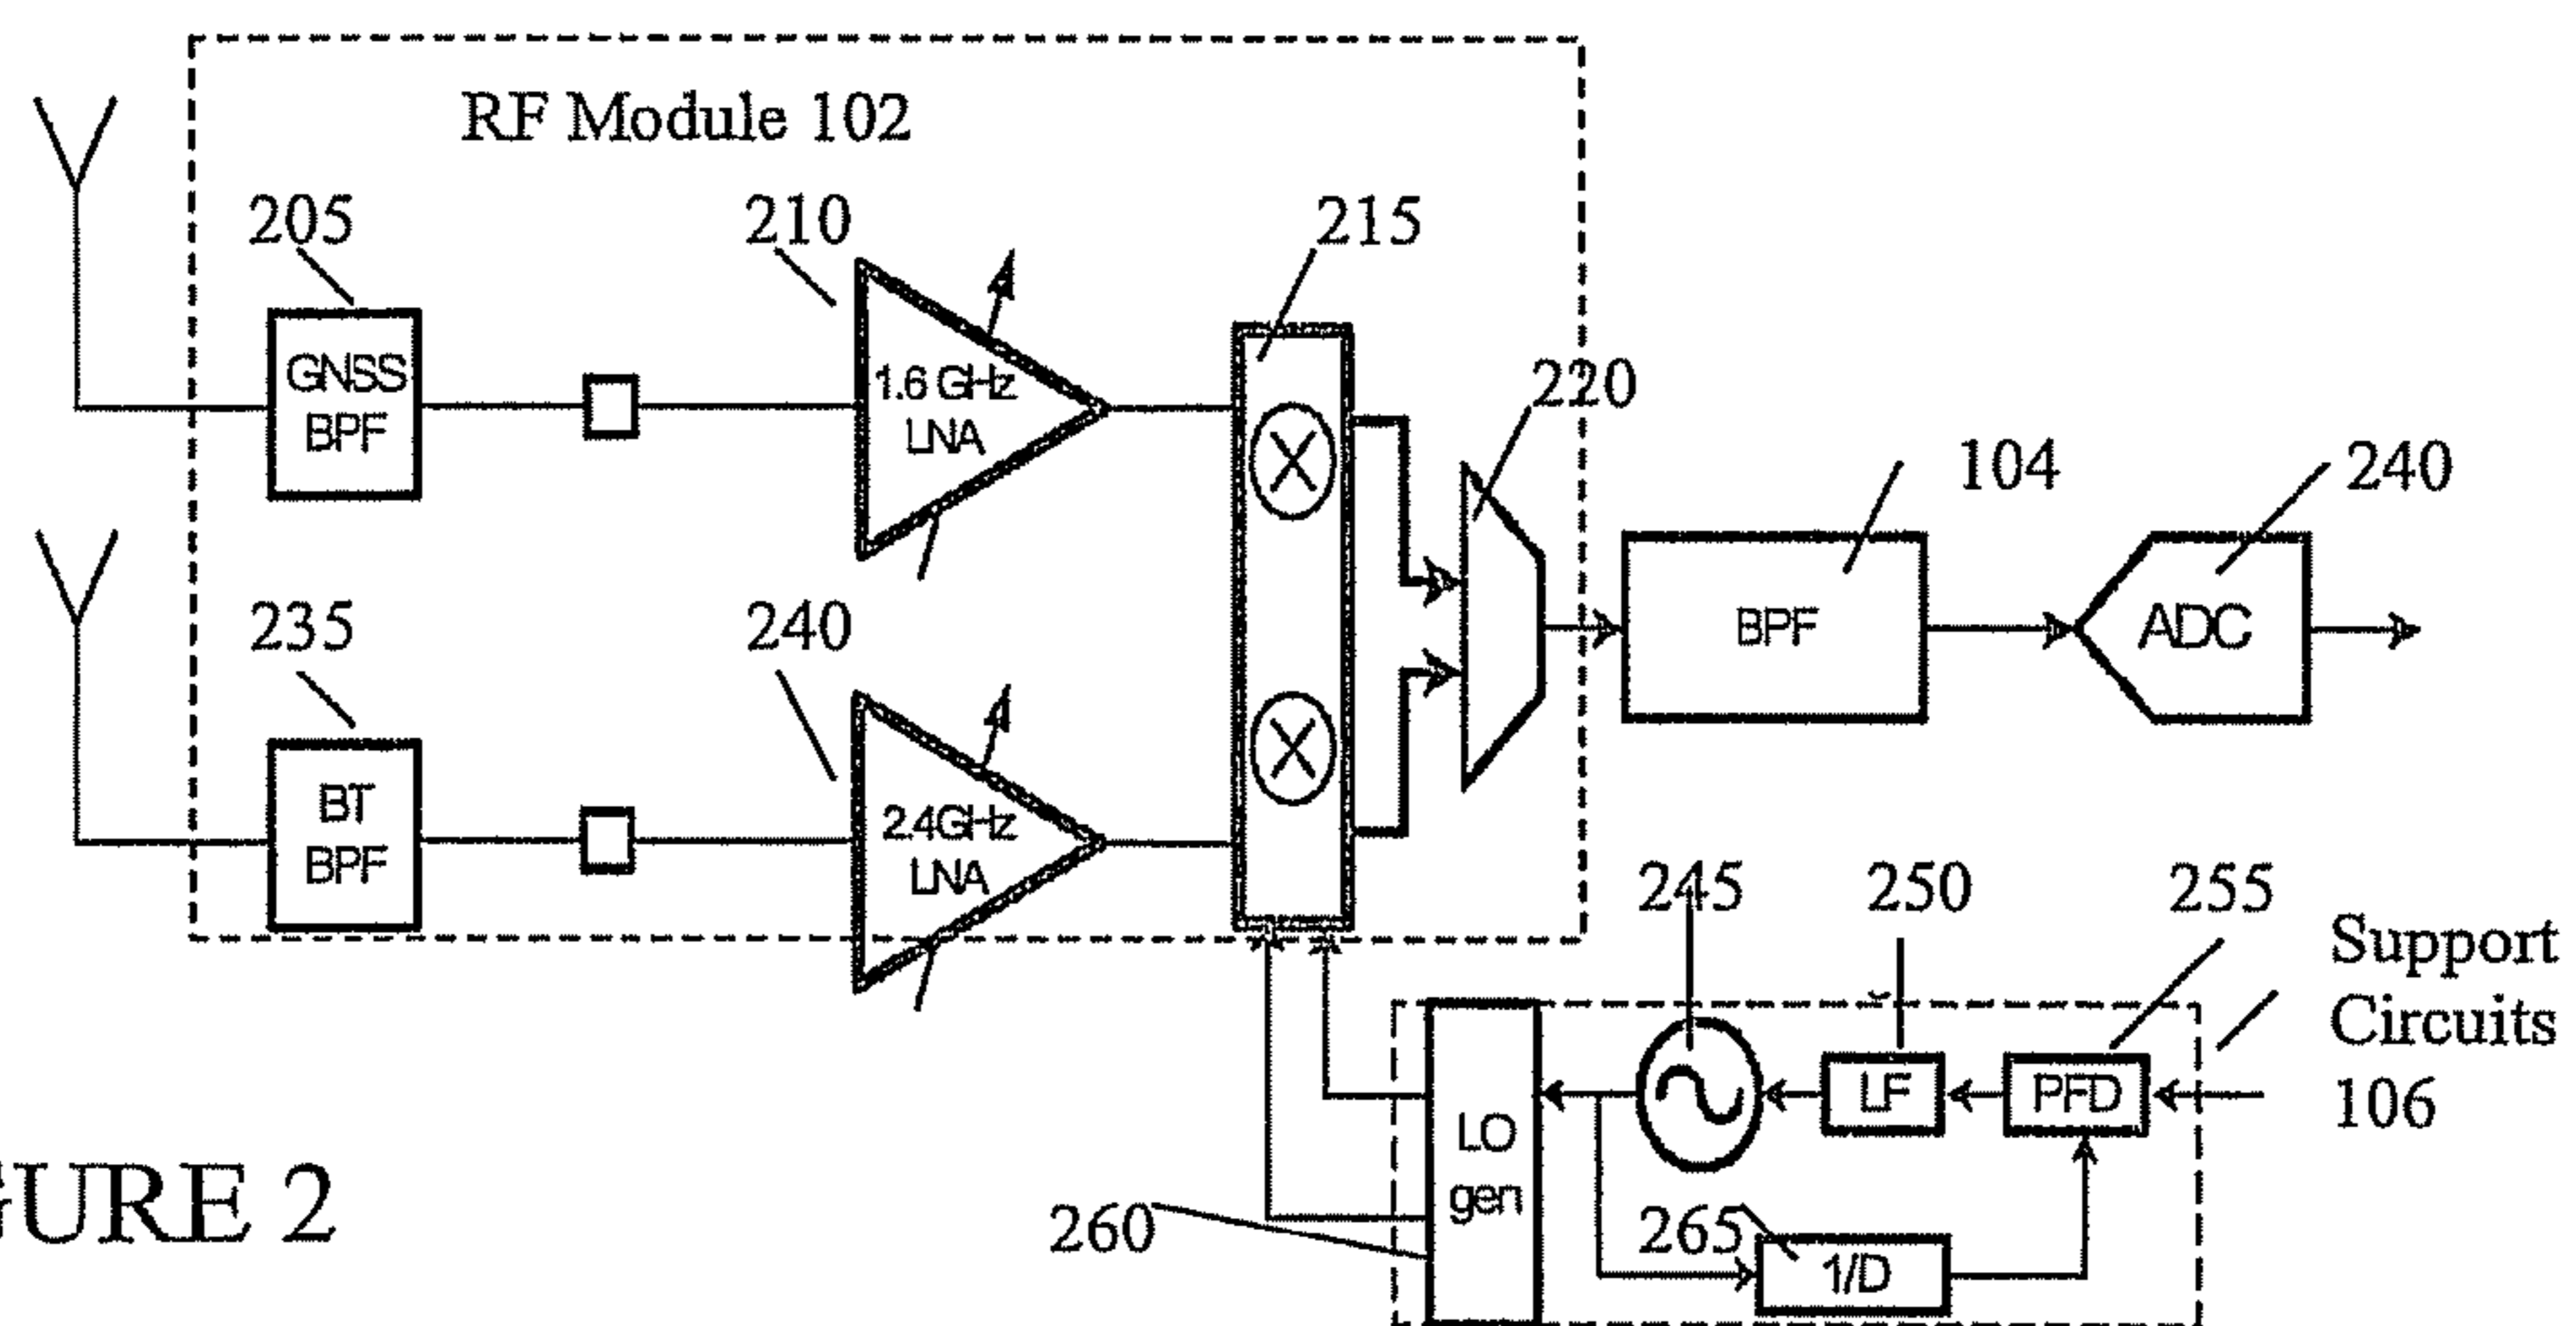 RF Module 102
205
210
215
GNSS
BPF
1.6 GHz
LNA
220
104
240
BPF
ADC
235
240
BT
BPF
2.4GHz
LNA
245
250
255
Support
Circuits
106
LO
gen
LF
PFD
260
265
1/D
GURE 2